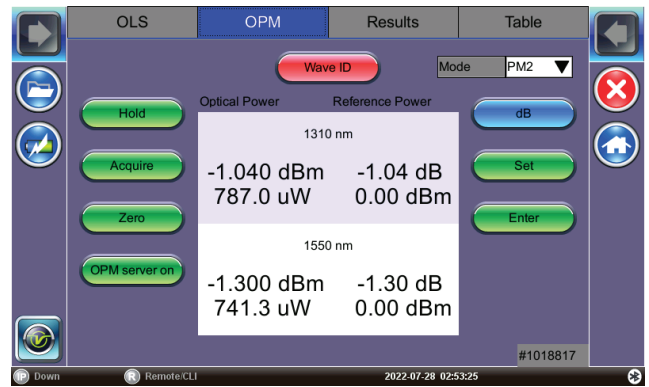 OLS OPM Results Table
Wave ID Mode PM2
Optical Power Reference Power
Hold dB
1310 nm
Acquire Set
-1.040 dBm -1.04 dB
787.0 uW 0.00 dBm
Zero Enter
1550 nm
OPM server on
-1.300 dBm -1.30 dB
741.3 uW 0.00 dBm
#1018817
IP Down R Remote/CLI 2022-07-28 02:53:25